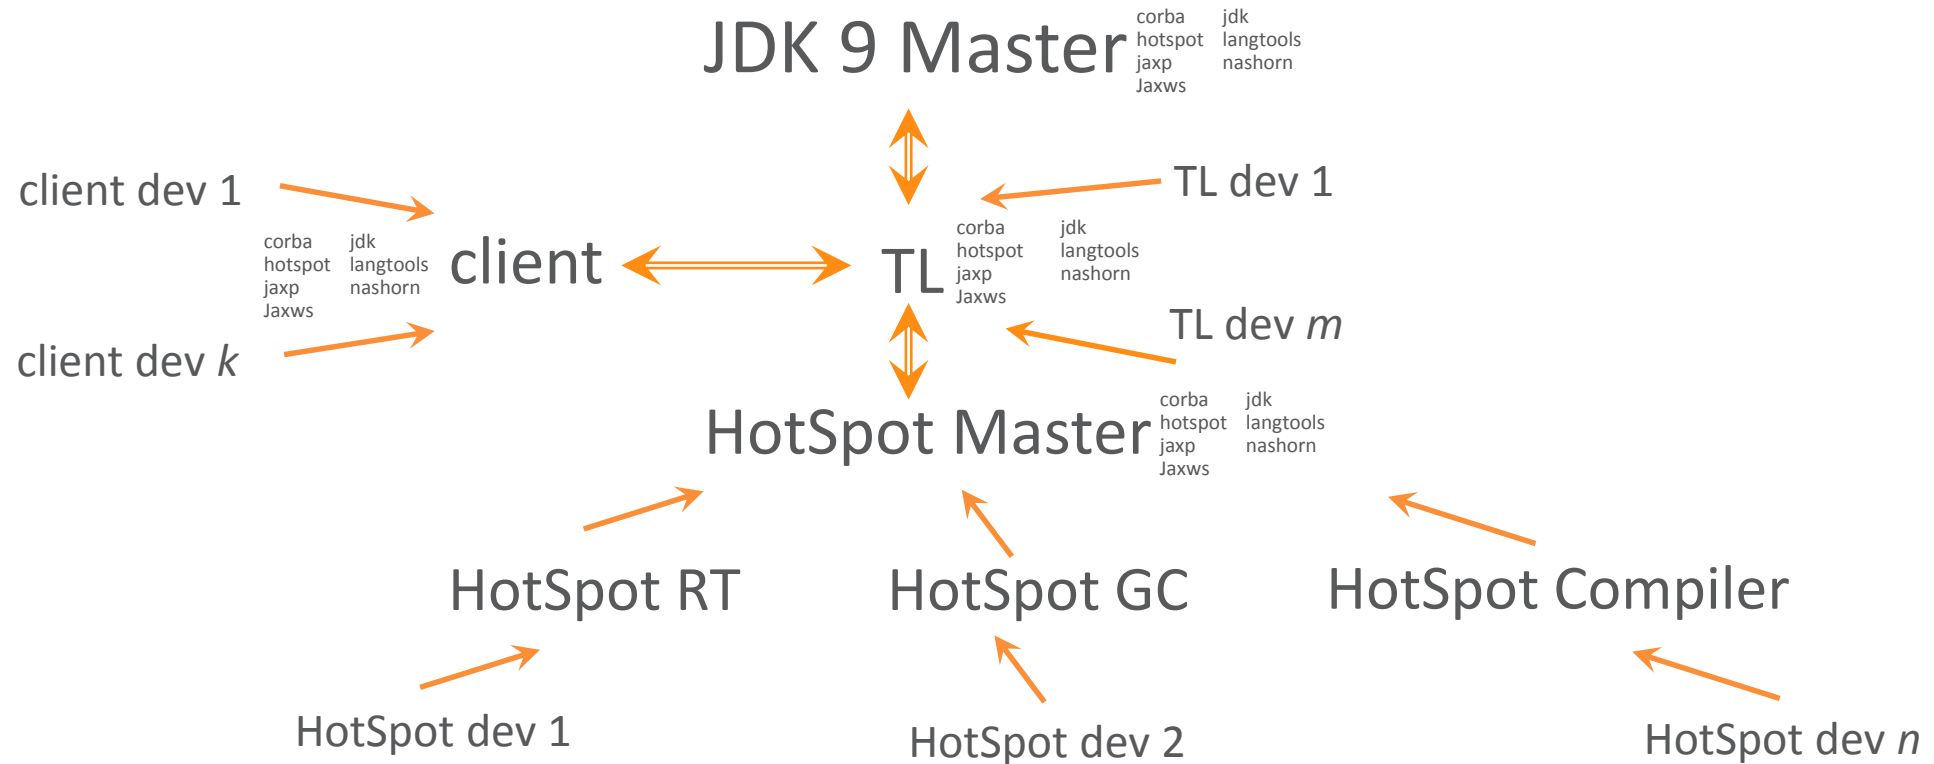 JDK 9 Master
corba jdk
hotspot langtools
jaxp nashorn
Jaxws
client dev 1
TL dev 1
corba jdk
hotspot langtools
jaxp nashorn
Jaxws
client
TL
corba jdk
hotspot langtools
jaxp nashorn
Jaxws
client dev k
TL dev m
HotSpot Master
corba jdk
hotspot langtools
jaxp nashorn
Jaxws
HotSpot RT
HotSpot GC
HotSpot Compiler
HotSpot dev 1
HotSpot dev 2
HotSpot dev n